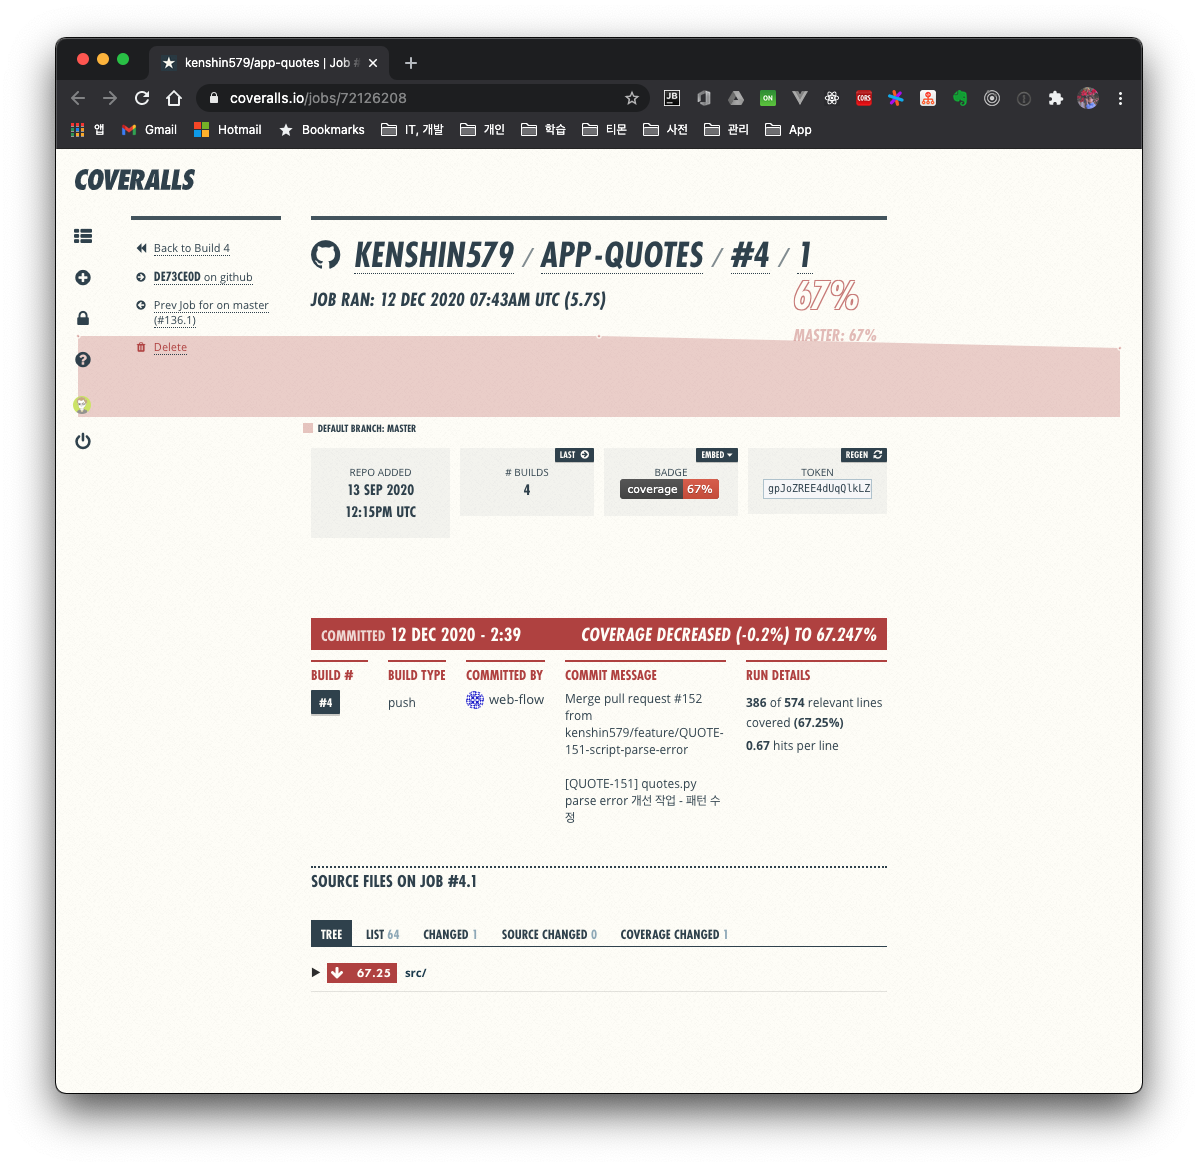 kenshin579/app-quotes | Job #
coveralls.io/jobs/72126208
JB
ON
CORS
앱 Gmail Hotmail Bookmarks IT, 개발 개인 학습 티몬 사전 관리 App
COVERALLS
Back to Build 4
DE73CE0D on github
Prev Job for on master
(#136.1)
Delete
KENSHIN579 / APP-QUOTES / #4 / 1
JOB RAN: 12 DEC 2020 07:43AM UTC (5.7S)
67%
MASTER: 67%
DEFAULT BRANCH: MASTER
REPO ADDED
13 SEP 2020
12:15PM UTC
LAST
# BUILDS
4
EMBED
BADGE
coverage 67%
REGEN
TOKEN
gpJoZREE4dUqQlkLZ
COMMITTED 12 DEC 2020 - 2:39
COVERAGE DECREASED (-0.2%) TO 67.247%
BUILD #
#4
BUILD TYPE
push
COMMITTED BY
web-flow
COMMIT MESSAGE
Merge pull request #152
from
kenshin579/feature/QUOTE-
151-script-parse-error
[QUOTE-151] quotes.py
parse error 개선 작업 - 패턴 수
정
RUN DETAILS
386 of 574 relevant lines
covered (67.25%)
0.67 hits per line
SOURCE FILES ON JOB #4.1
TREE LIST 64 CHANGED 1 SOURCE CHANGED 0 COVERAGE CHANGED 1
67.25 src/